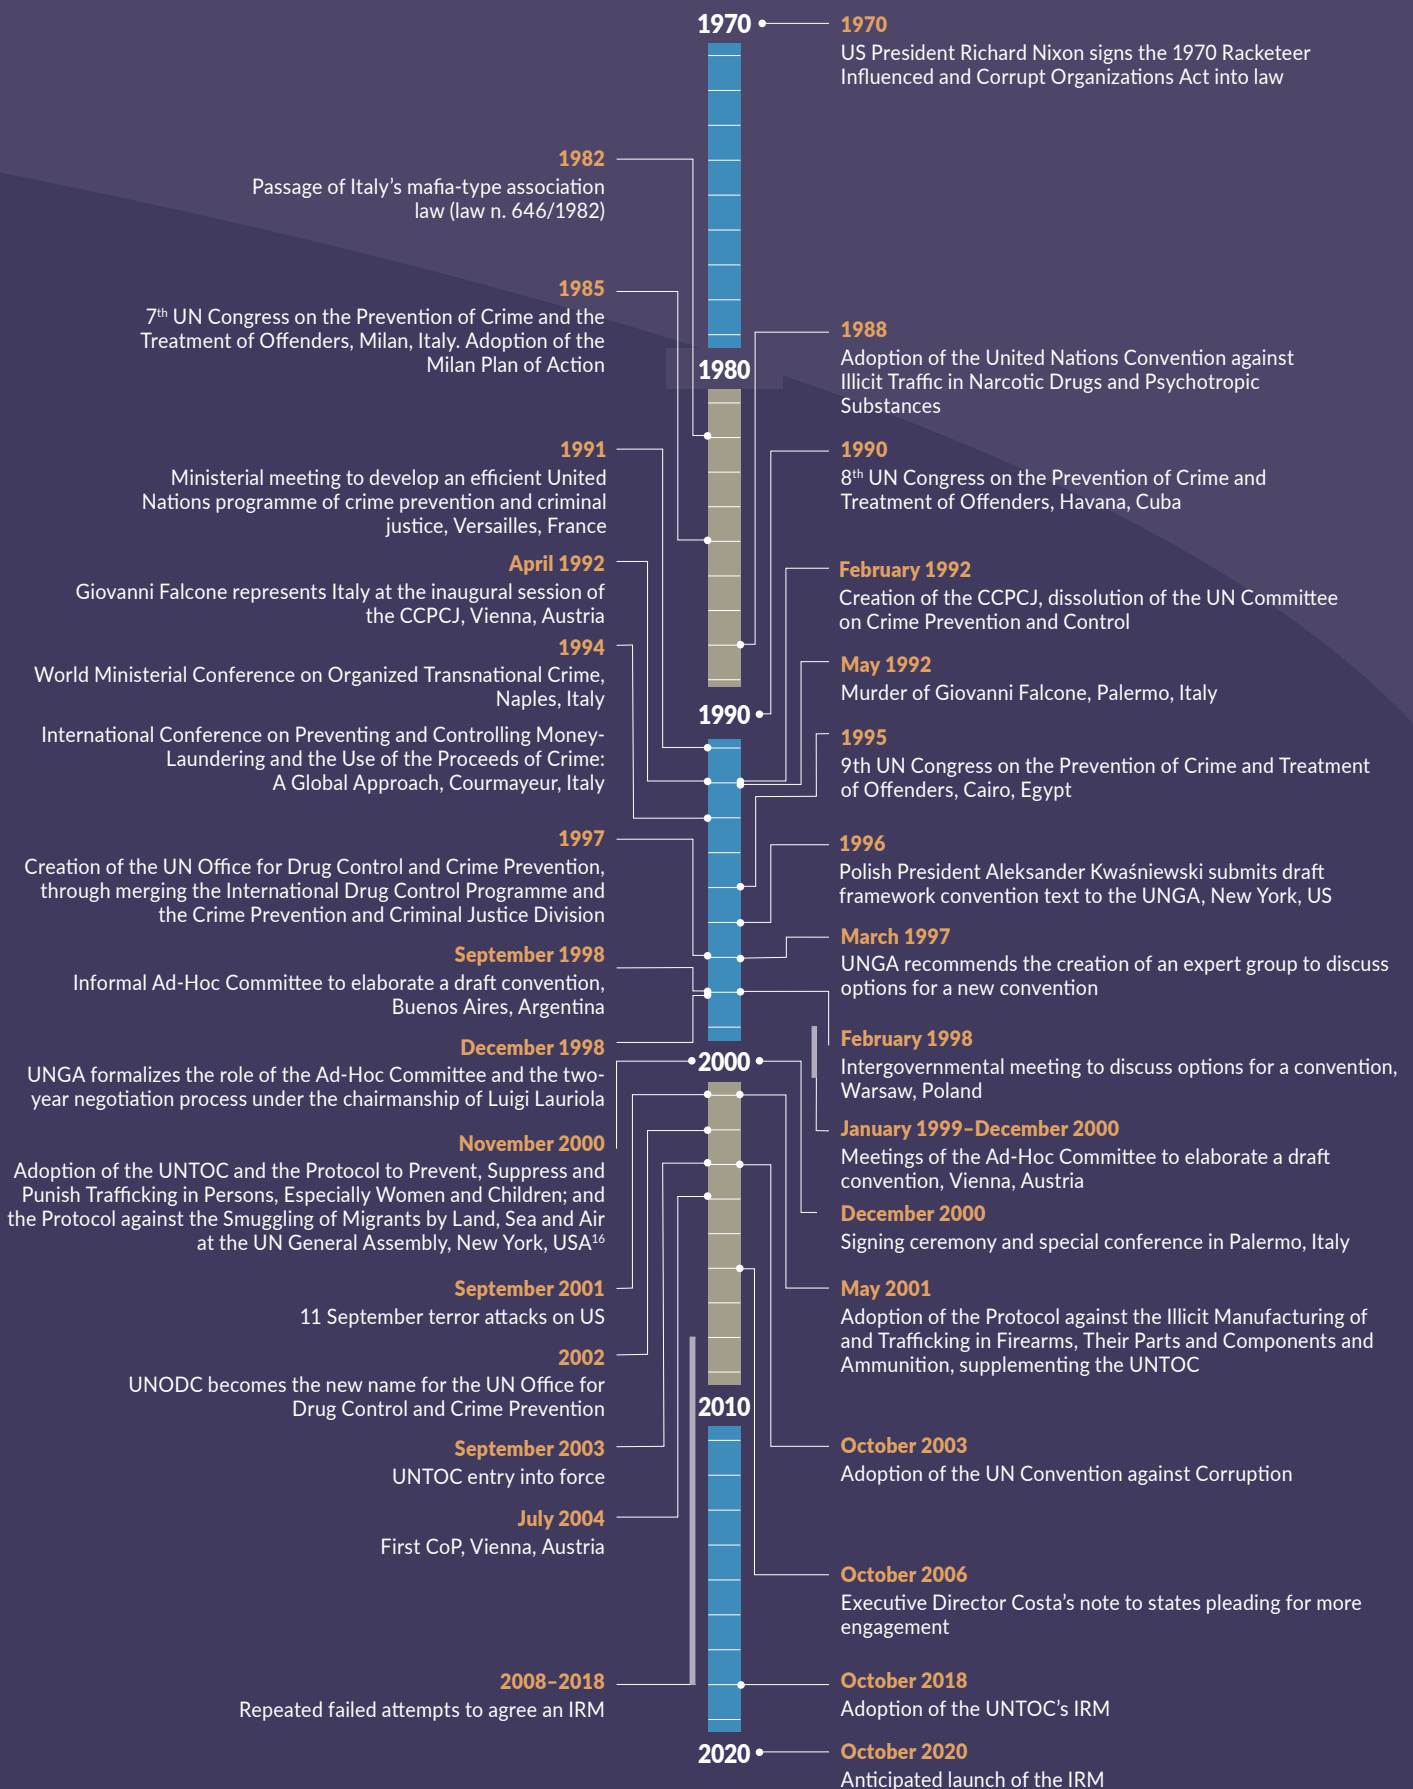 1970
1970
US President Richard Nixon signs the 1970 Racketeer
Influenced and Corrupt Organizations Act into law
1982
Passage of Italy's mafia-type association
law (law n. 646/1982)
1985
7th UN Congress on the Prevention of Crime and the
Treatment of Offenders, Milan, Italy. Adoption of the
Milan Plan of Action
1988
Adoption of the United Nations Convention against
Illicit Traffic in Narcotic Drugs and Psychotropic
Substances
1980
1991
Ministerial meeting to develop an efficient United
Nations programme of crime prevention and criminal
justice, Versailles, France
1990
8th UN Congress on the Prevention of Crime and
Treatment of Offenders, Havana, Cuba
April 1992
Giovanni Falcone represents Italy at the inaugural session of
the CCPCJ, Vienna, Austria
February 1992
Creation of the CCPCJ, dissolution of the UN Committee
on Crime Prevention and Control
1994
World Ministerial Conference on Organized Transnational Crime,
Naples, Italy
International Conference on Preventing and Controlling Money-
Laundering and the Use of the Proceeds of Crime:
A Global Approach, Courmayeur, Italy
May 1992
Murder of Giovanni Falcone, Palermo, Italy
1990
1995
9th UN Congress on the Prevention of Crime and Treatment
of Offenders, Cairo, Egypt
1997
Creation of the UN Office for Drug Control and Crime Prevention,
through merging the International Drug Control Programme and
the Crime Prevention and Criminal Justice Division
1996
Polish President Aleksander Kwaśniewski submits draft
framework convention text to the UNGA, New York, US
September 1998
Informal Ad-Hoc Committee to elaborate a draft convention,
Buenos Aires, Argentina
March 1997
UNGA recommends the creation of an expert group to discuss
options for a new convention
December 1998
UNGA formalizes the role of the Ad-Hoc Committee and the two-
year negotiation process under the chairmanship of Luigi Lauriola
February 1998
Intergovernmental meeting to discuss options for a convention,
Warsaw, Poland
2000
November 2000
Adoption of the UNTOC and the Protocol to Prevent, Suppress and
Punish Trafficking in Persons, Especially Women and Children; and
the Protocol against the Smuggling of Migrants by Land, Sea and Air
at the UN General Assembly, New York, USA16
January 1999–December 2000
Meetings of the Ad-Hoc Committee to elaborate a draft
convention, Vienna, Austria
December 2000
Signing ceremony and special conference in Palermo, Italy
September 2001
11 September terror attacks on US
May 2001
Adoption of the Protocol against the Illicit Manufacturing of
and Trafficking in Firearms, Their Parts and Components and
Ammunition, supplementing the UNTOC
2002
UNODC becomes the new name for the UN Office for
Drug Control and Crime Prevention
2010
September 2003
UNTOC entry into force
October 2003
Adoption of the UN Convention against Corruption
July 2004
First CoP, Vienna, Austria
October 2006
Executive Director Costa's note to states pleading for more
engagement
2008–2018
Repeated failed attempts to agree an IRM
October 2018
Adoption of the UNTOC's IRM
2020
October 2020
Anticipated launch of the IRM